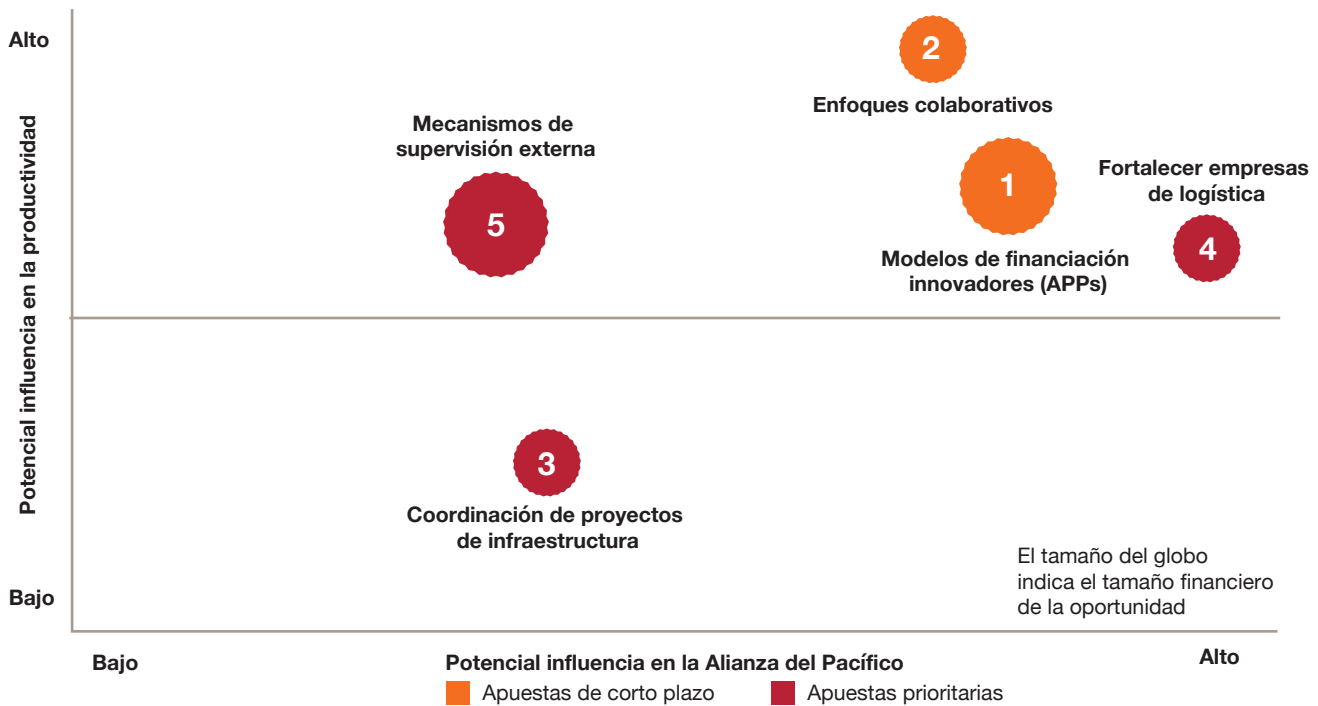 Alto
2
Enfoques colaborativos
Mecanismos de
supervisión externa
5
1
Modelos de financiación
innovadores (APPs)
Fortalecer empresas
de logística
4
Potencial influencia en la productividad
3
Coordinación de proyectos
de infraestructura
El tamaño del globo
indica el tamaño financiero
de la oportunidad
Bajo
Bajo
Potencial influencia en la Alianza del Pacífico
Alto
Apuestas de corto plazo
Apuestas prioritarias